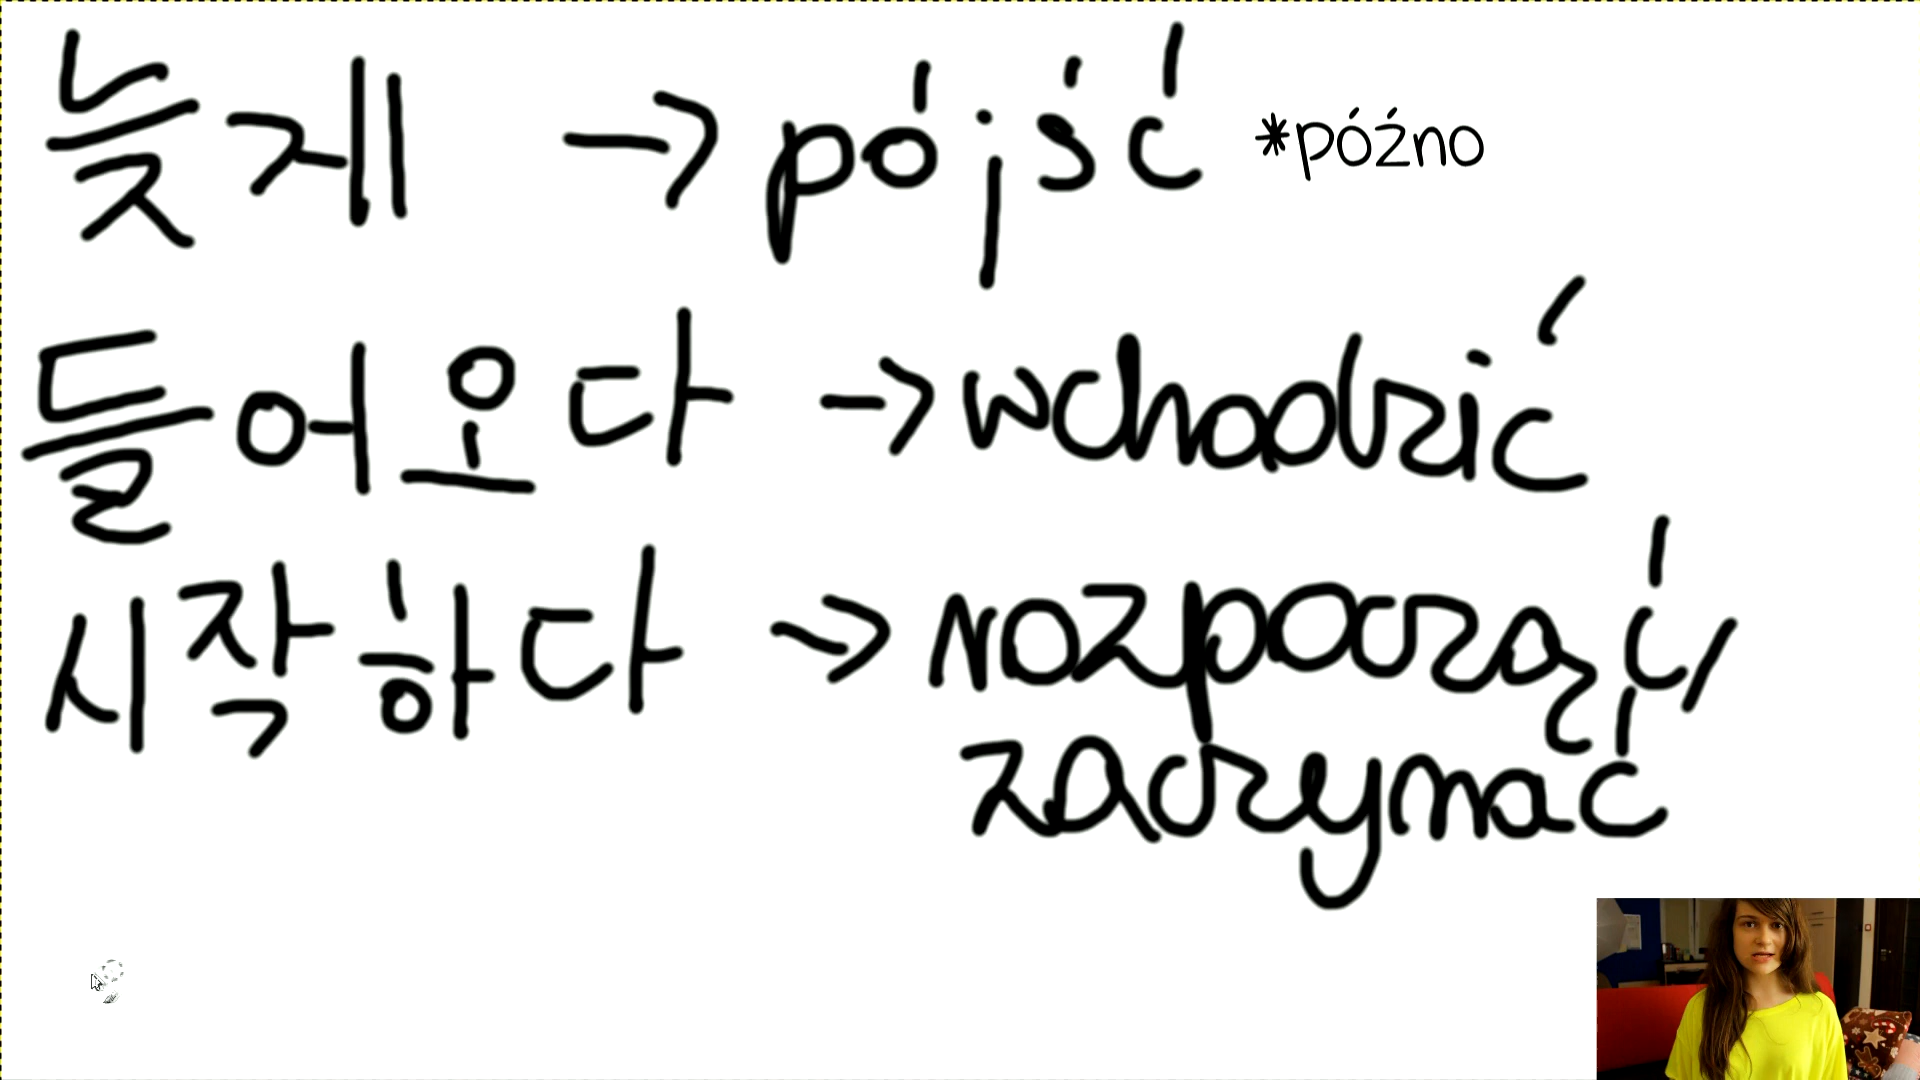 늦게 → pójść *późno
들어오다 → wchodzić
시작하다 → rozpocząć/
zaczynać